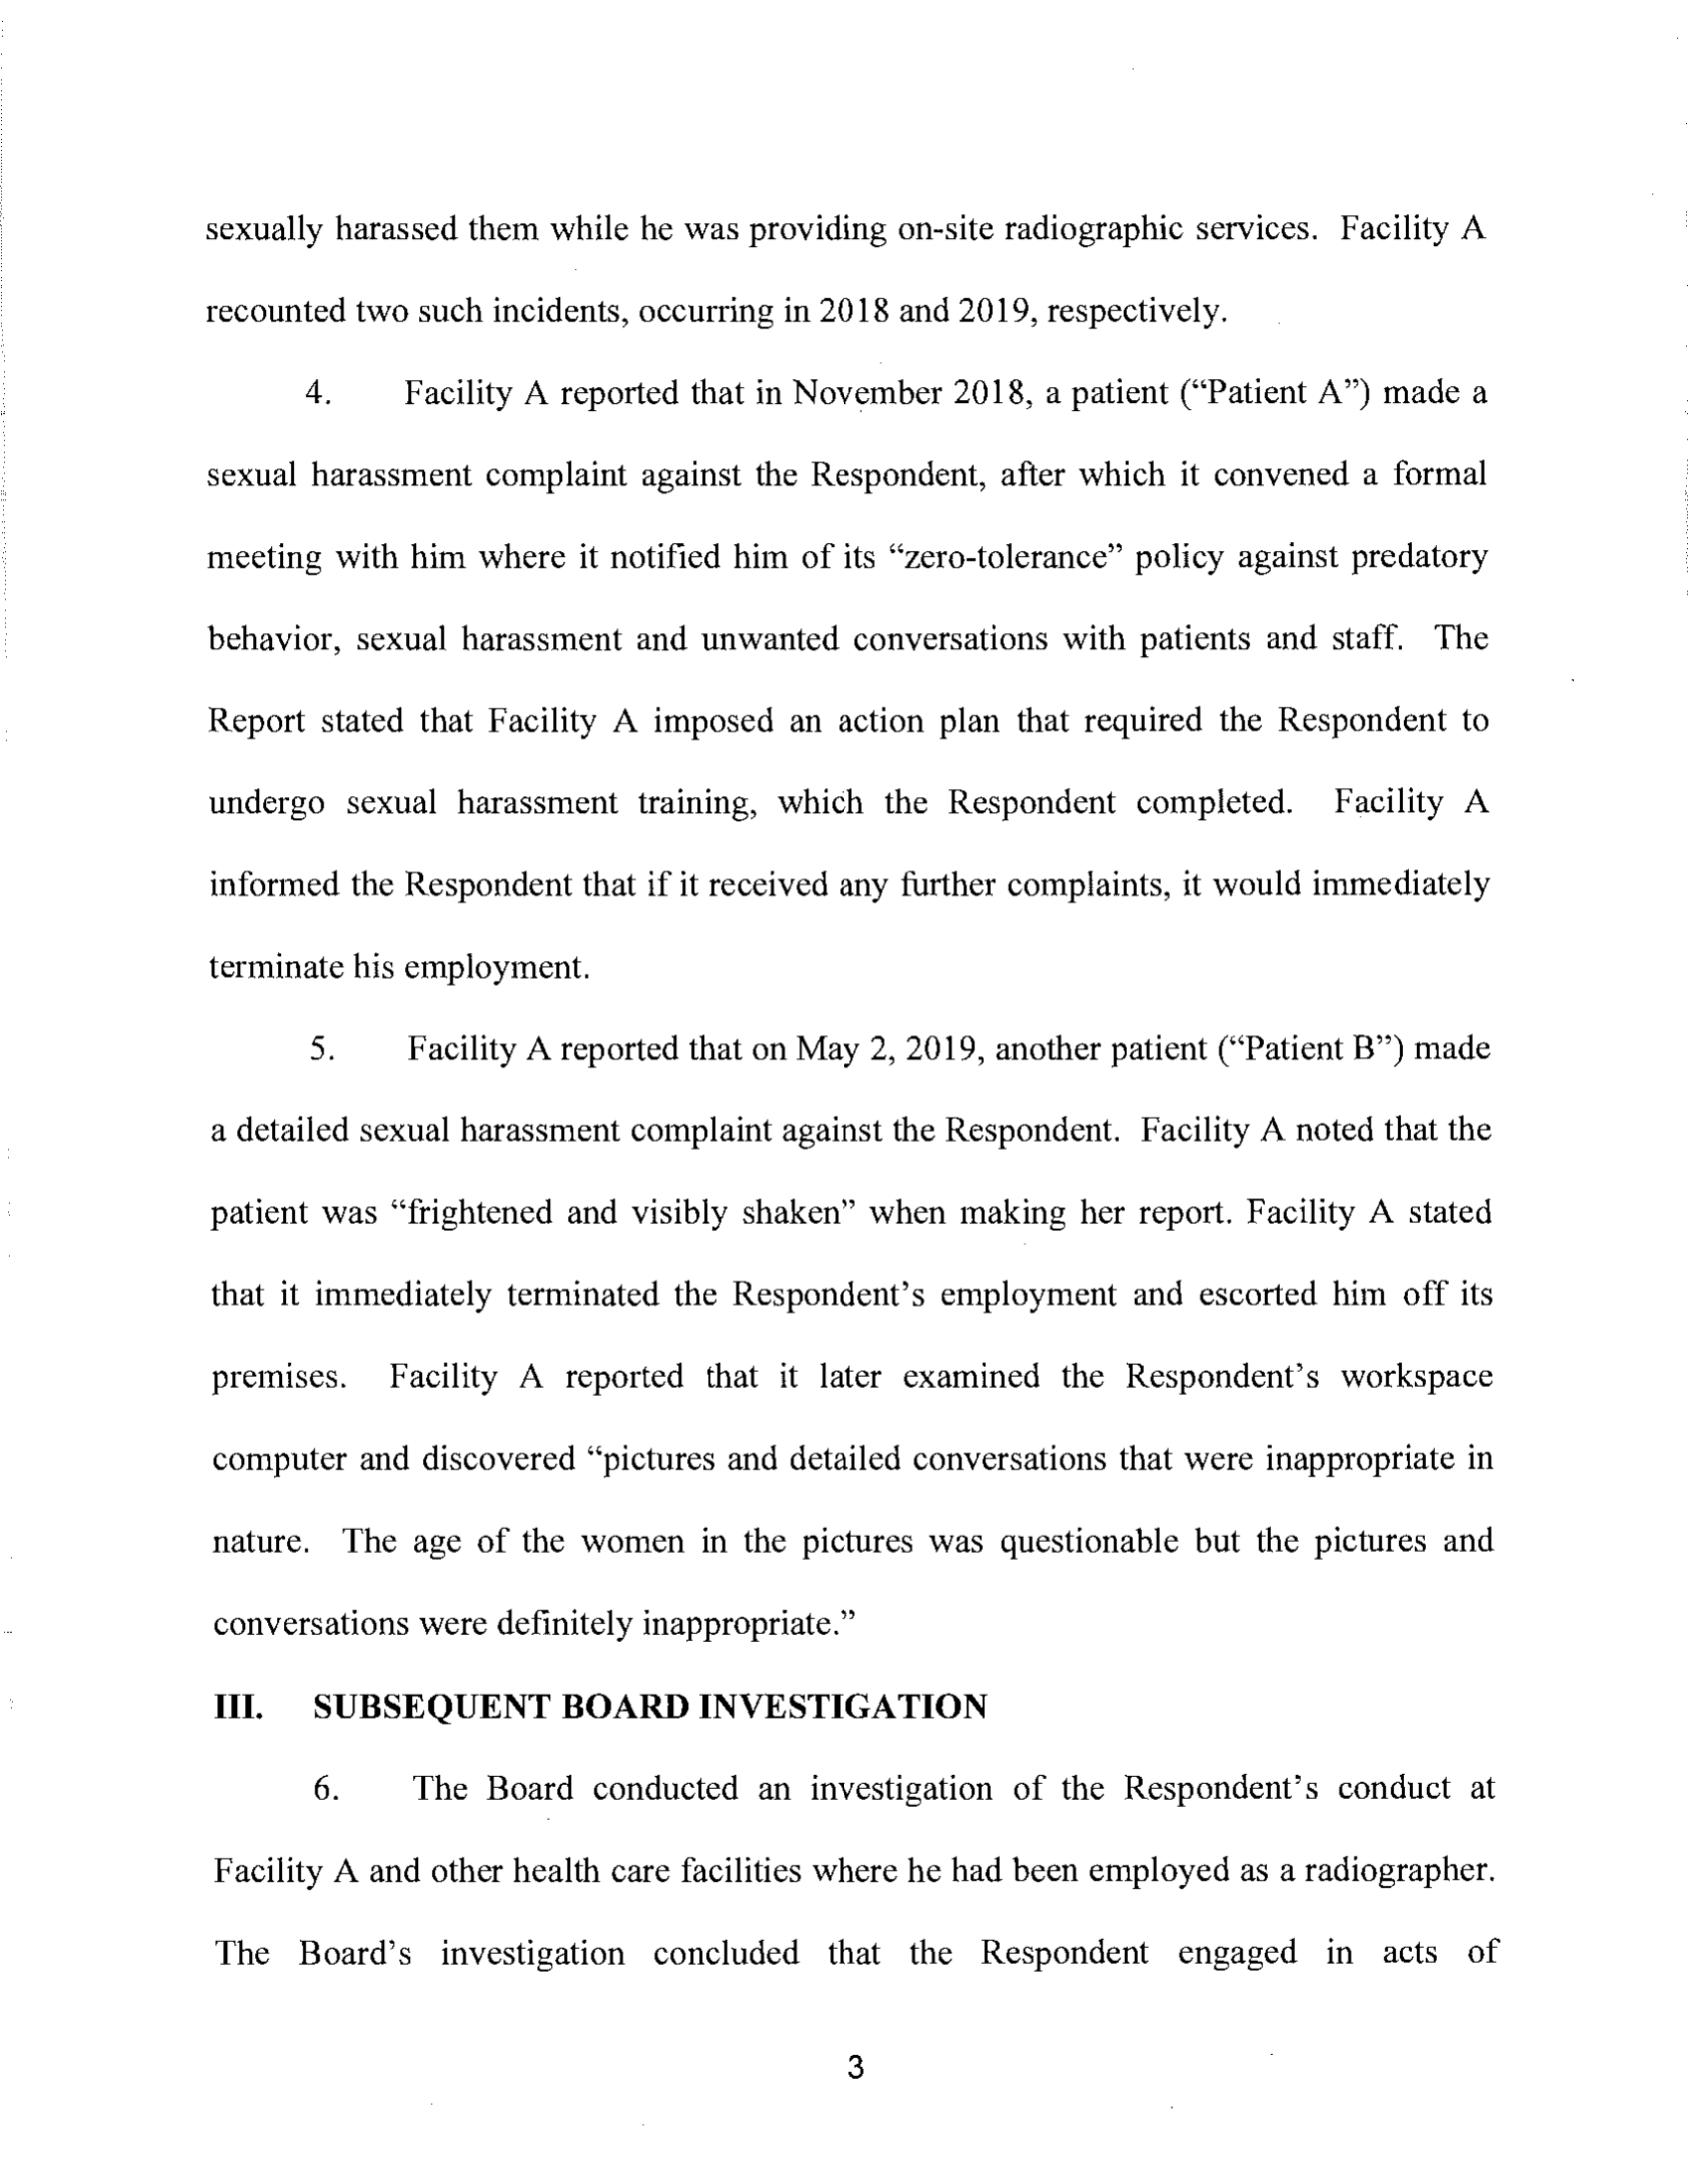 sexually harassed them while he was providing on-site radiographic services. Facility A
recounted two such incidents, occurring in 2018 and 2019, respectively.
4. Facility A reported that in November 2018, a patient (“Patient A”) made a
sexual harassment complaint against the Respondent, after which it convened a formal
meeting with him where it notified him of its “zero-tolerance” policy against predatory
behavior, sexual harassment and unwanted conversations with patients and staff. The
Report stated that Facility A imposed an action plan that required the Respondent to
undergo sexual harassment training, which the Respondent completed. Facility A
informed the Respondent that if it received any further complaints, it would immediately
terminate his employment.
5. Facility A reported that on May 2, 2019, another patient (“Patient B”) made
a detailed sexual harassment complaint against the Respondent. Facility A noted that the
patient was “frightened and visibly shaken” when making her report. Facility A stated
that it immediately terminated the Respondent’s employment and escorted him off its
premises. Facility A reported that it later examined the Respondent’s workspace
computer and discovered “pictures and detailed conversations that were inappropriate in
nature. The age of the women in the pictures was questionable but the pictures and
conversations were definitely inappropriate.”
III. SUBSEQUENT BOARD INVESTIGATION
6. The Board conducted an investigation of the Respondent’s conduct at
Facility A and other health care facilities where he had been employed as a radiographer.
The Board’s investigation concluded that the Respondent engaged in acts of
3